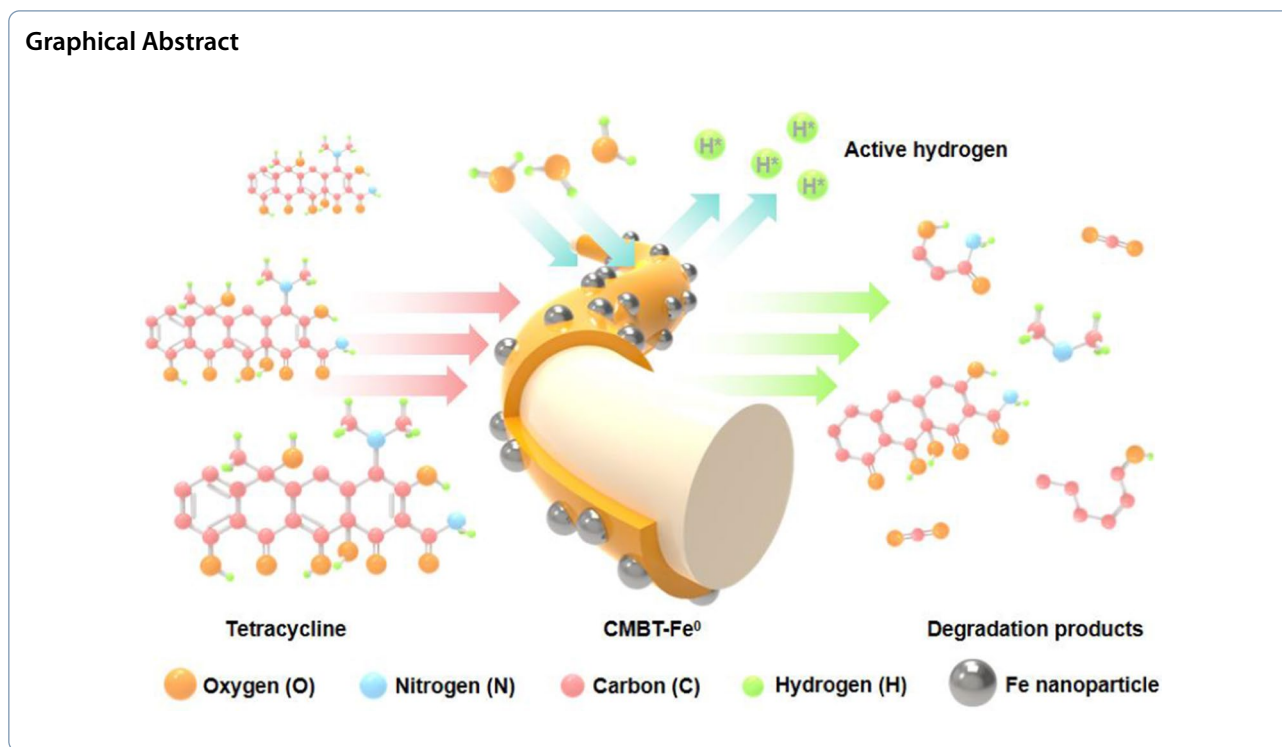 Graphical Abstract
H*
H*
H*
H*
Active hydrogen
Tetracycline
CMBT-Fe⁰
Degradation products
Oxygen (O)
Nitrogen (N)
Carbon (C)
Hydrogen (H)
Fe nanoparticle